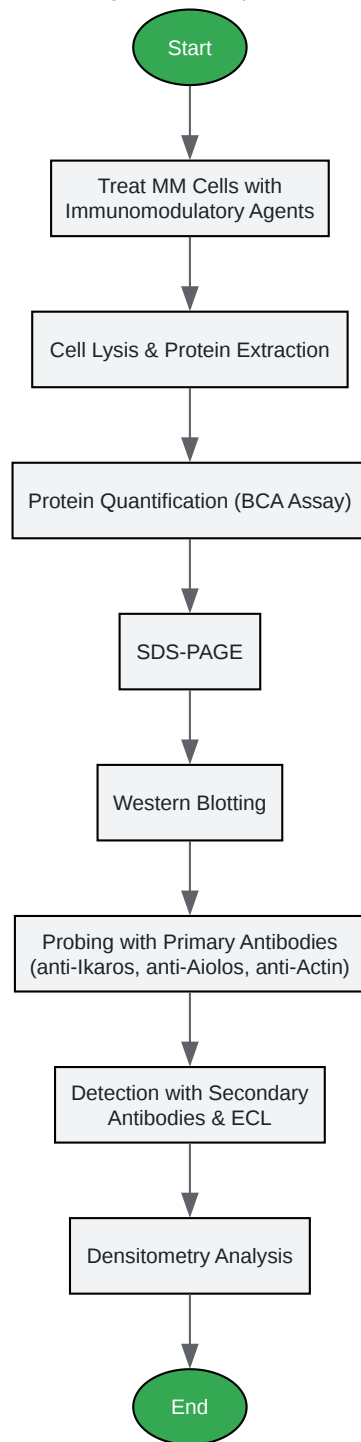 Start
Treat MM Cells with
Immunomodulatory Agents
Cell Lysis & Protein Extraction
Protein Quantification (BCA Assay)
SDS-PAGE
Western Blotting
Probing with Primary Antibodies
(anti-Ikaros, anti-Aiolos, anti-Actin)
Detection with Secondary
Antibodies & ECL
Densitometry Analysis
End